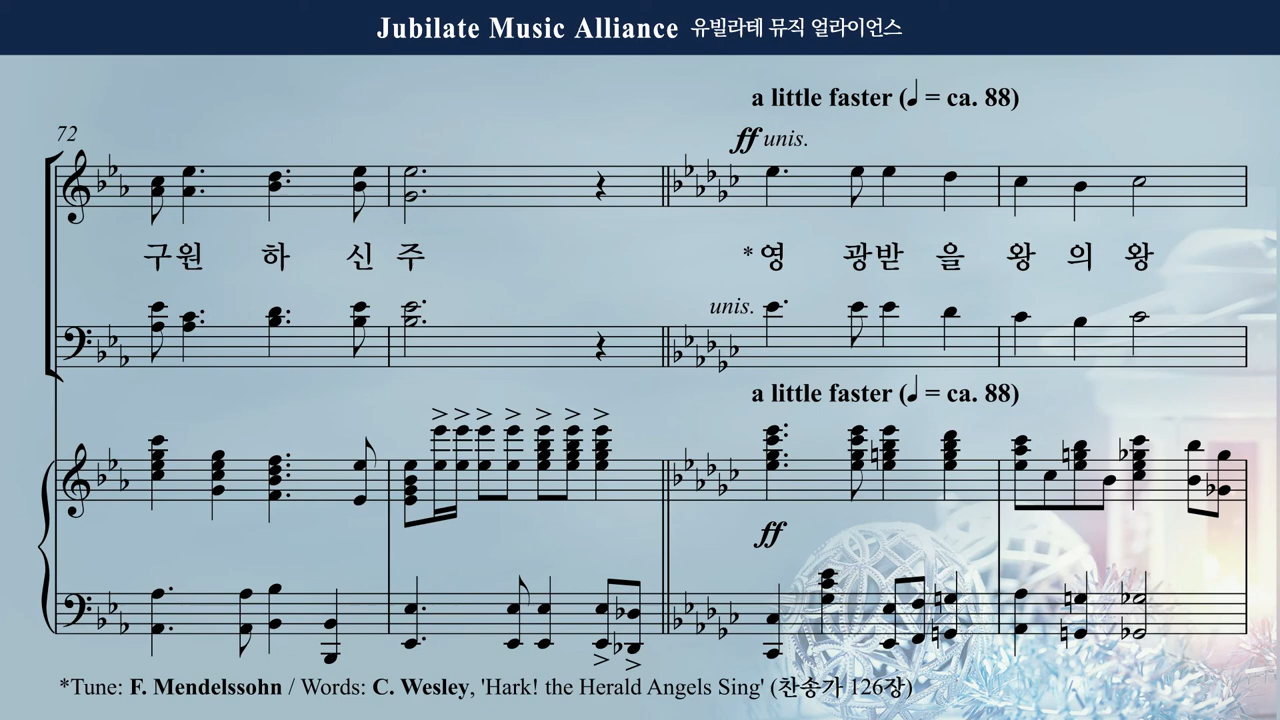 Jubilate Music Alliance 유빌라테 뮤직 얼라이언스
a little faster (♩ = ca. 88)
72
ff unis.
구원 하 신 주 *영 광받 을 왕 의 왕
unis.
a little faster (♩ = ca. 88)
ff
*Tune: F. Mendelssohn / Words: C. Wesley, 'Hark! the Herald Angels Sing' (찬송가 126장)